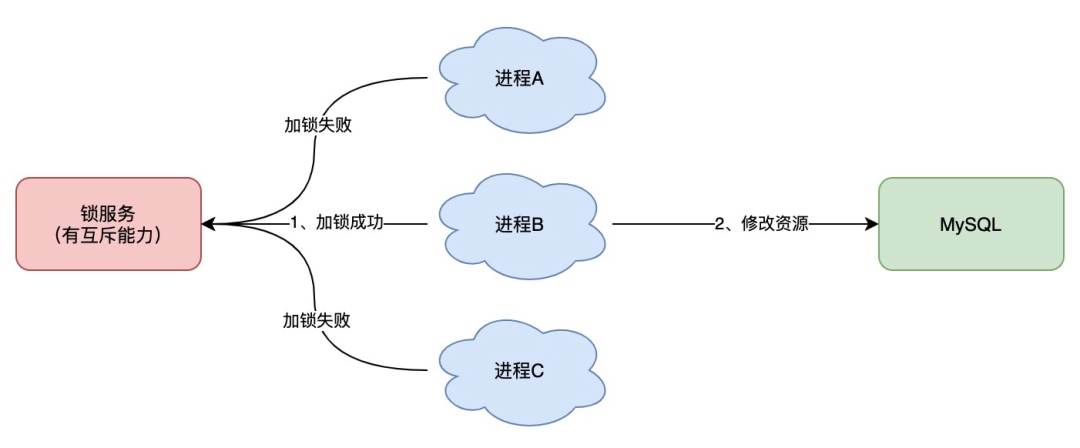 进程A
加锁失败
锁服务
(有互斥能力)
1、加锁成功
进程B
2、修改资源
MySQL
加锁失败
进程C